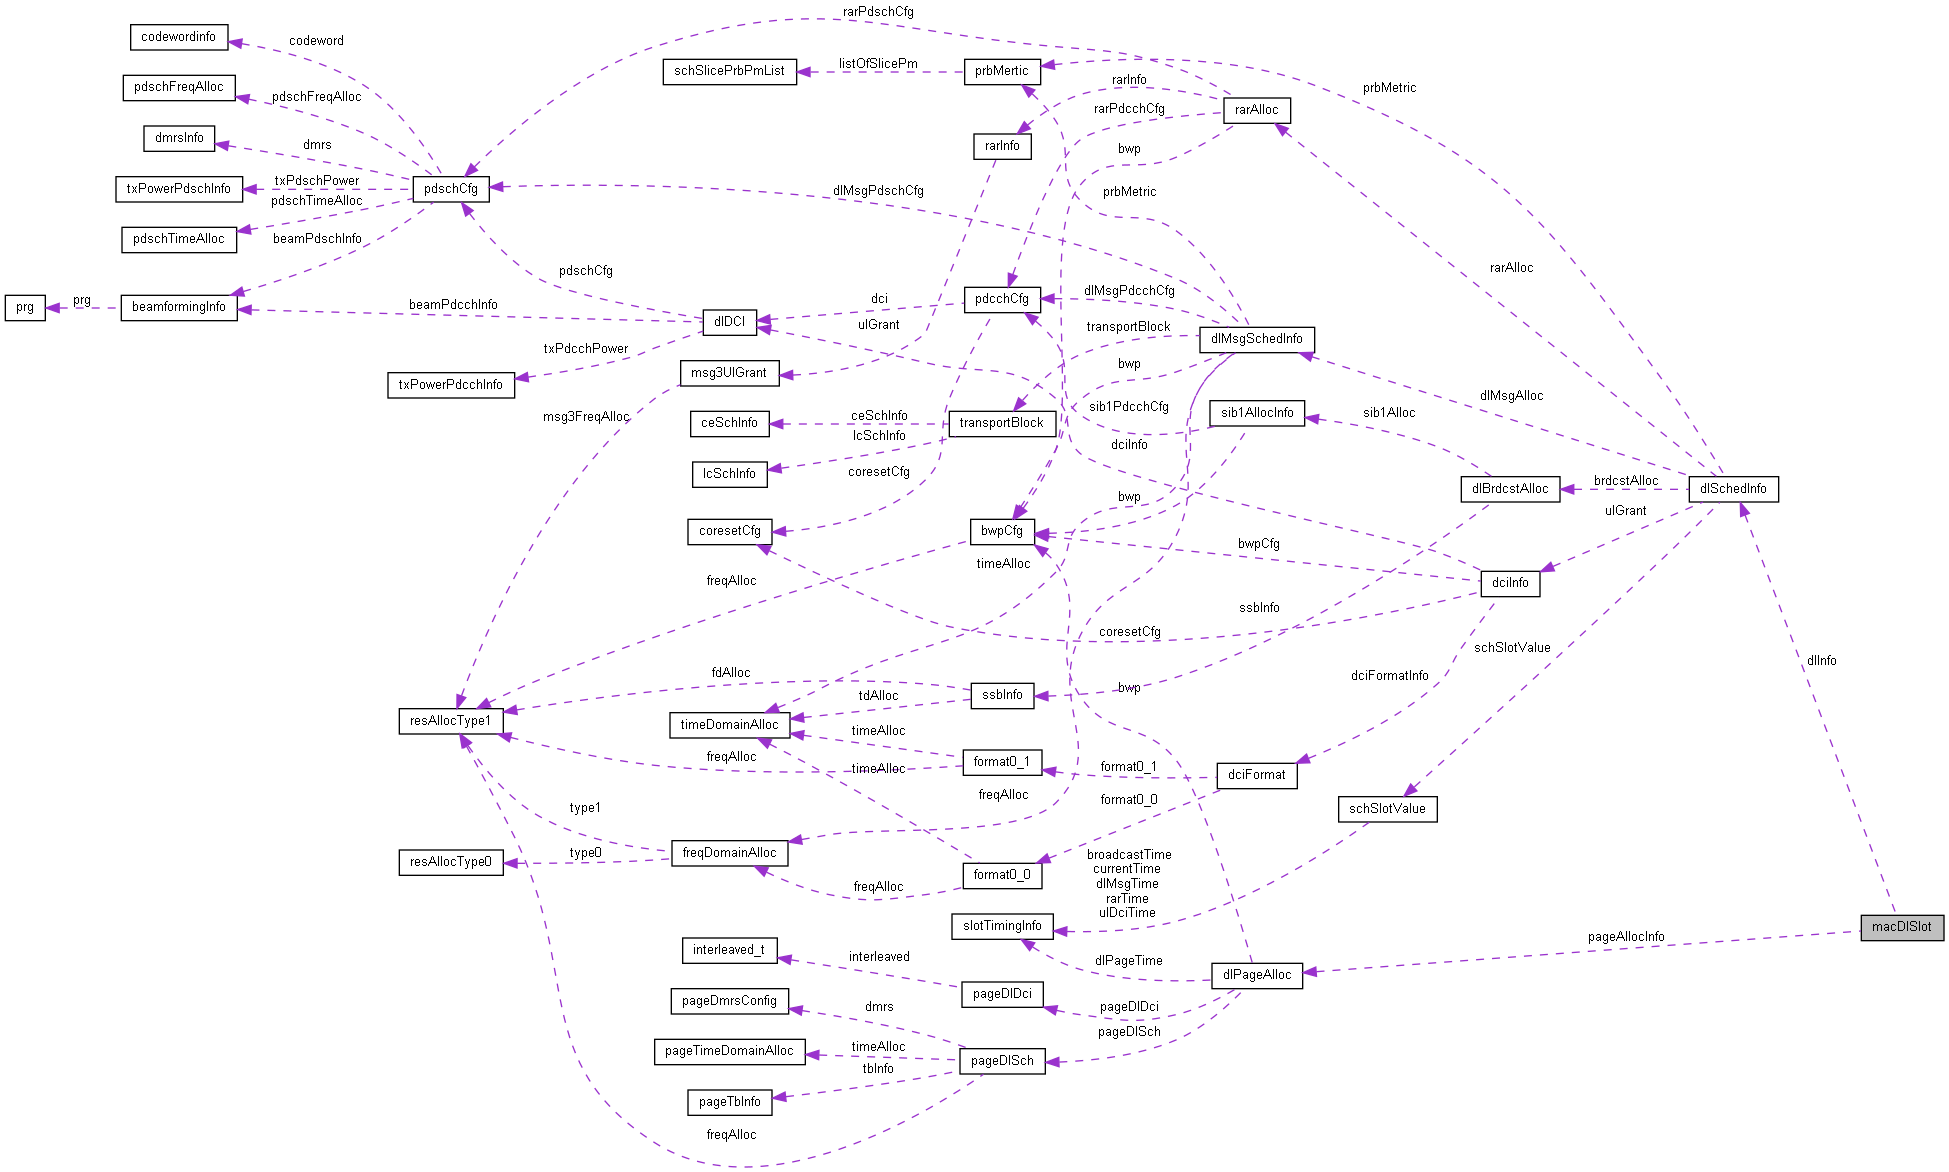 rarPdschCfg
codewordinfo
codeword
schSlicePrbPmList
listOfSlicePm
prbMertic
rarInfo
prbMetric
pdschFreqAlloc
pdschFreqAlloc
rarPdcchCfg
rarAlloc
dmrsInfo
dmrs
rarInfo
bwp
txPowerPdschInfo
txPdschPower
pdschCfg
dlMsgPdschCfg
prbMetric
pdschTimeAlloc
pdschTimeAlloc
beamPdschInfo
pdschCfg
rarAlloc
prg
prg
beamformingInfo
beamPdcchInfo
dci
pdcchCfg
dlMsgPdcchCfg
dlDCI
ulGrant
transportBlock
dlMsgSchedInfo
txPdcchPower
txPowerPdcchInfo
msg3UlGrant
bwp
dlMsgAlloc
msg3FreqAlloc
ceSchInfo
ceSchInfo
transportBlock
sib1PdcchCfg
sib1AllocInfo
sib1Alloc
lcSchInfo
lcSchInfo
dciInfo
coresetCfg
bwp
dlBrdcstAlloc
brdcstAlloc
dlSchedInfo
ulGrant
coresetCfg
bwpCfg
bwpCfg
timeAlloc
freqAlloc
dciInfo
ssbInfo
coresetCfg
schSlotValue
dlInfo
fdAlloc
ssbInfo
tdAlloc
bwp
dciFormatInfo
resAllocType1
timeDomainAlloc
timeAlloc
freqAlloc
timeAlloc
format0_1
format0_1
dciFormat
freqAlloc
format0_0
schSlotValue
type1
resAllocType0
type0
freqDomainAlloc
freqAlloc
format0_0
broadcastTime
currentTime
dlMsgTime
rarTime
ulDciTime
slotTimingInfo
macDlSlot
pageAllocInfo
interleaved_t
interleaved
dlPageTime
dlPageAlloc
pageDmrsConfig
dmrs
pageDlDci
pageDlDci
pageDlSch
pageTimeDomainAlloc
timeAlloc
tbInfo
pageDlSch
pageTbInfo
freqAlloc